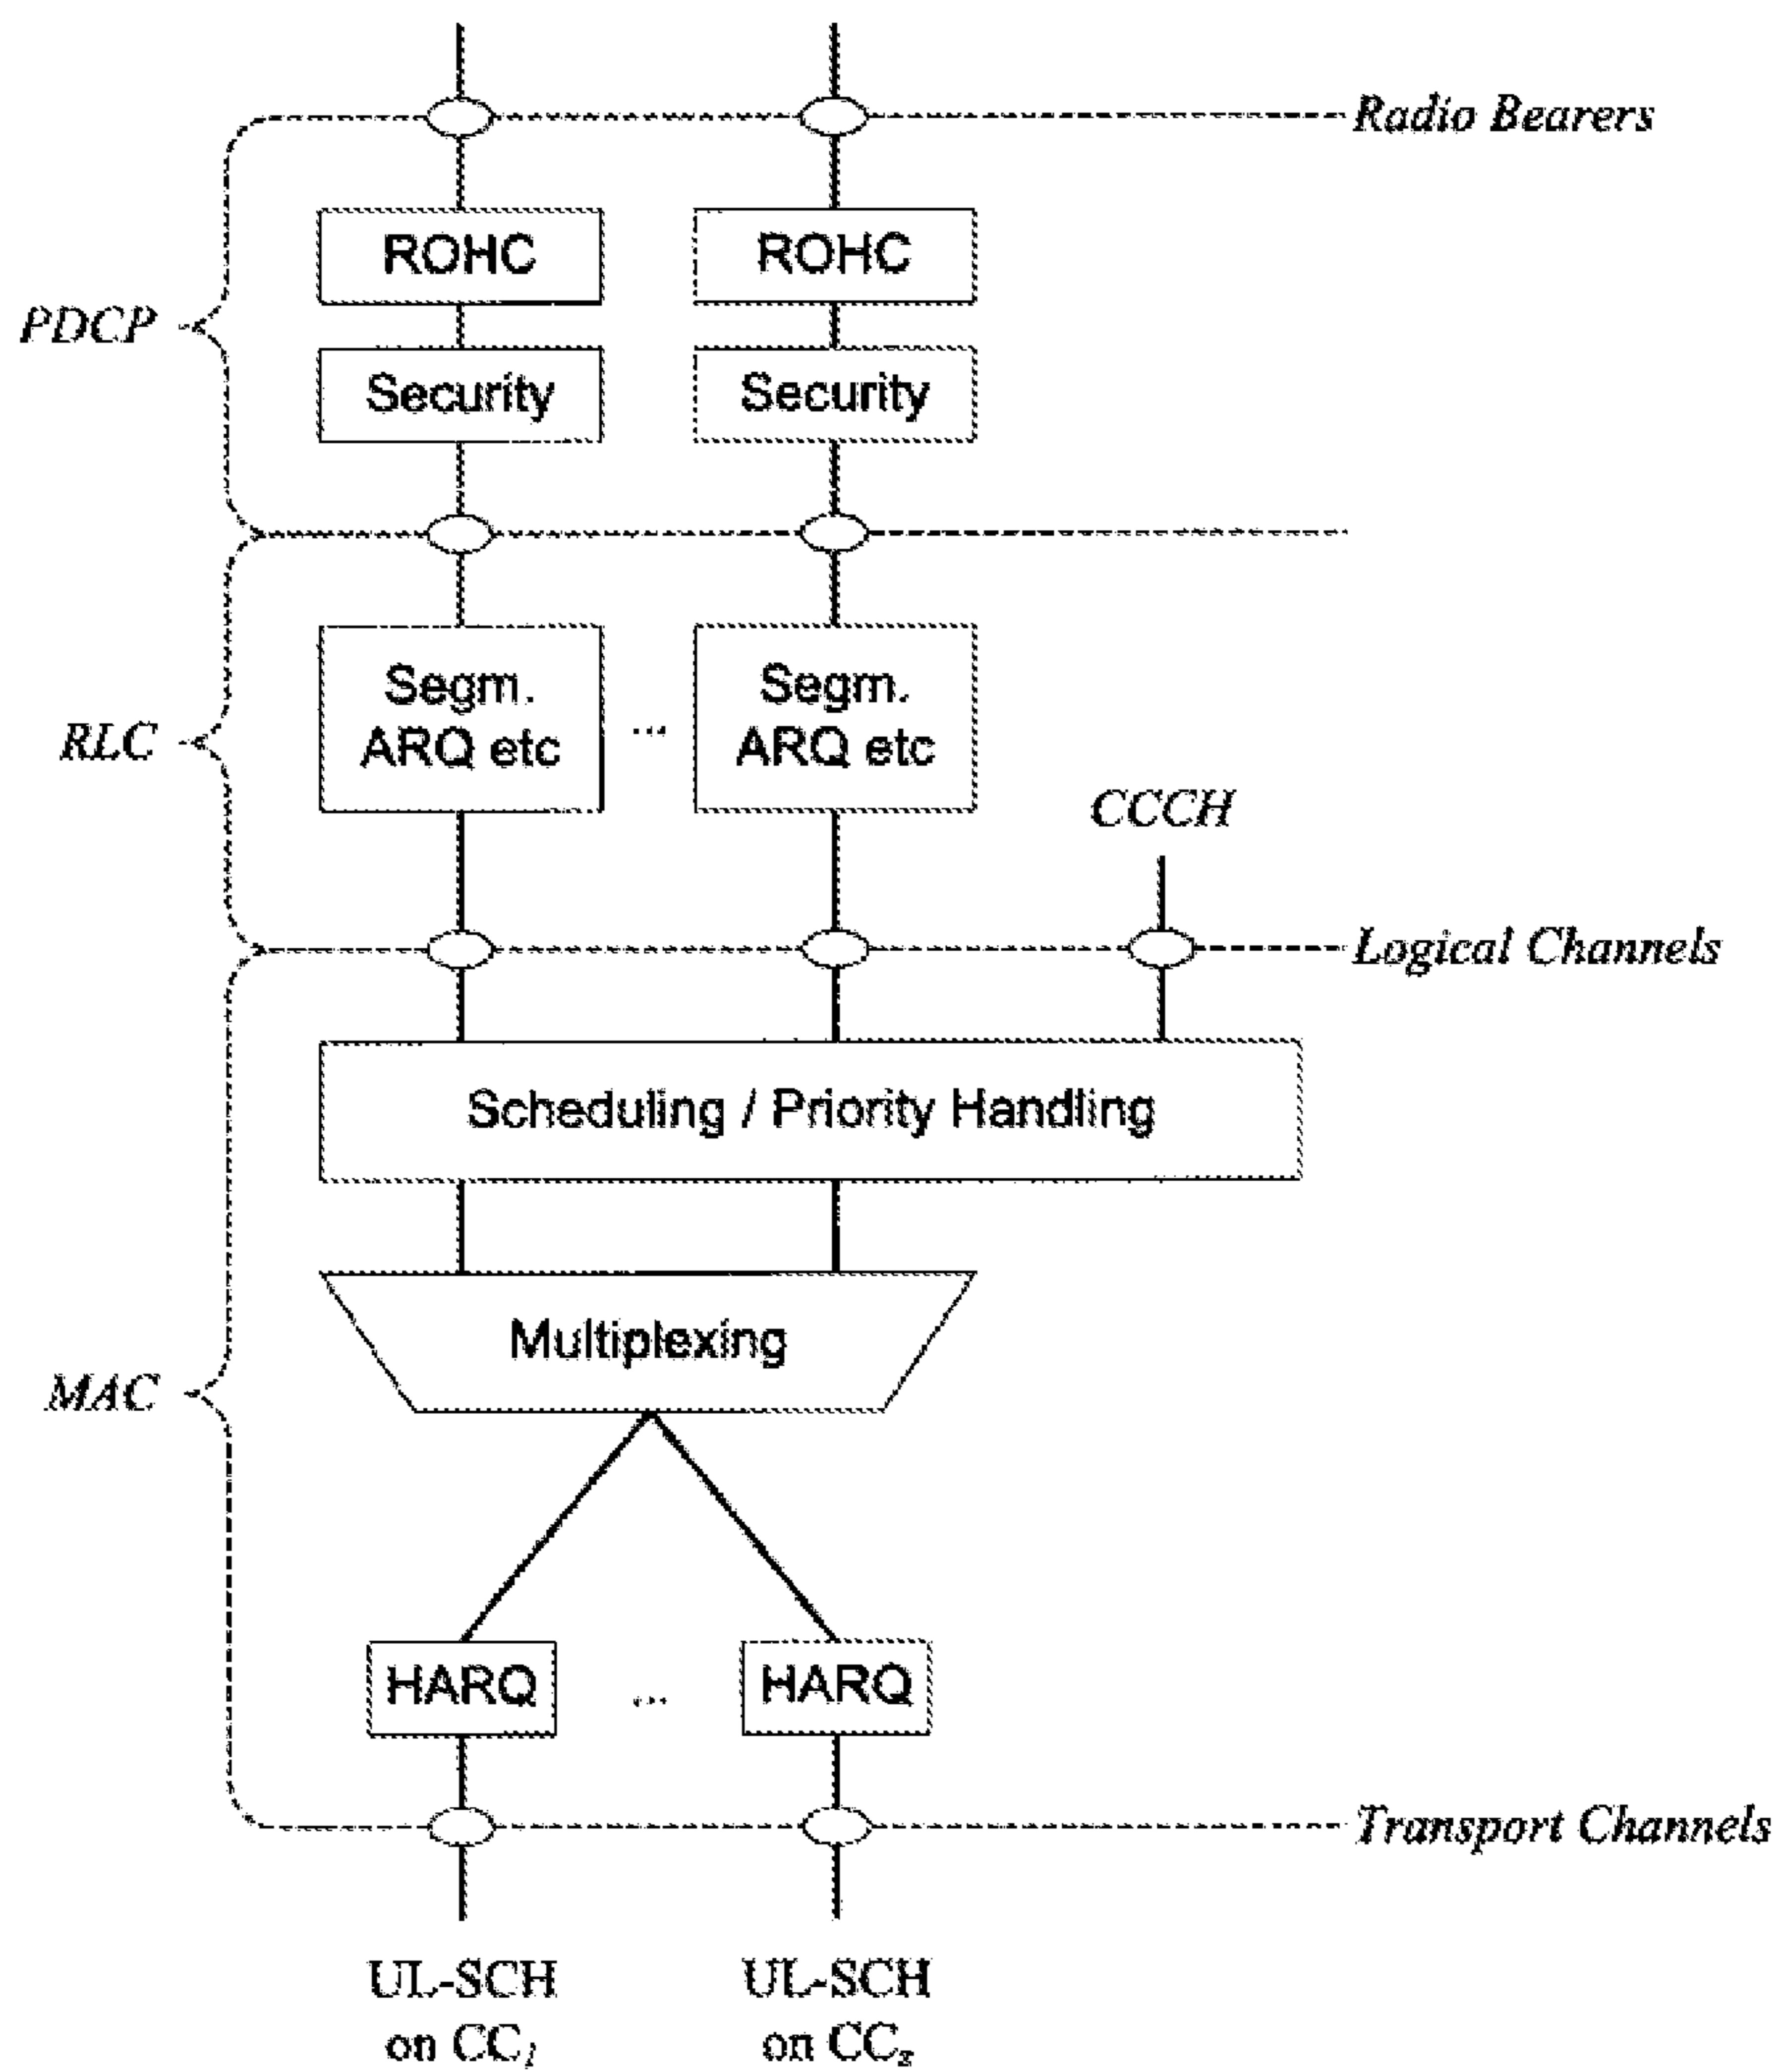 Radio Bearers
ROHC
ROHC
PDCP
Security
Security
Segm.
ARQ etc
...
Segm.
ARQ etc
RLC
CCCH
Logical Channels
Scheduling / Priority Handling
Multiplexing
MAC
HARQ
...
HARQ
Transport Channels
UL-SCH
on CC1
UL-SCH
on CCz